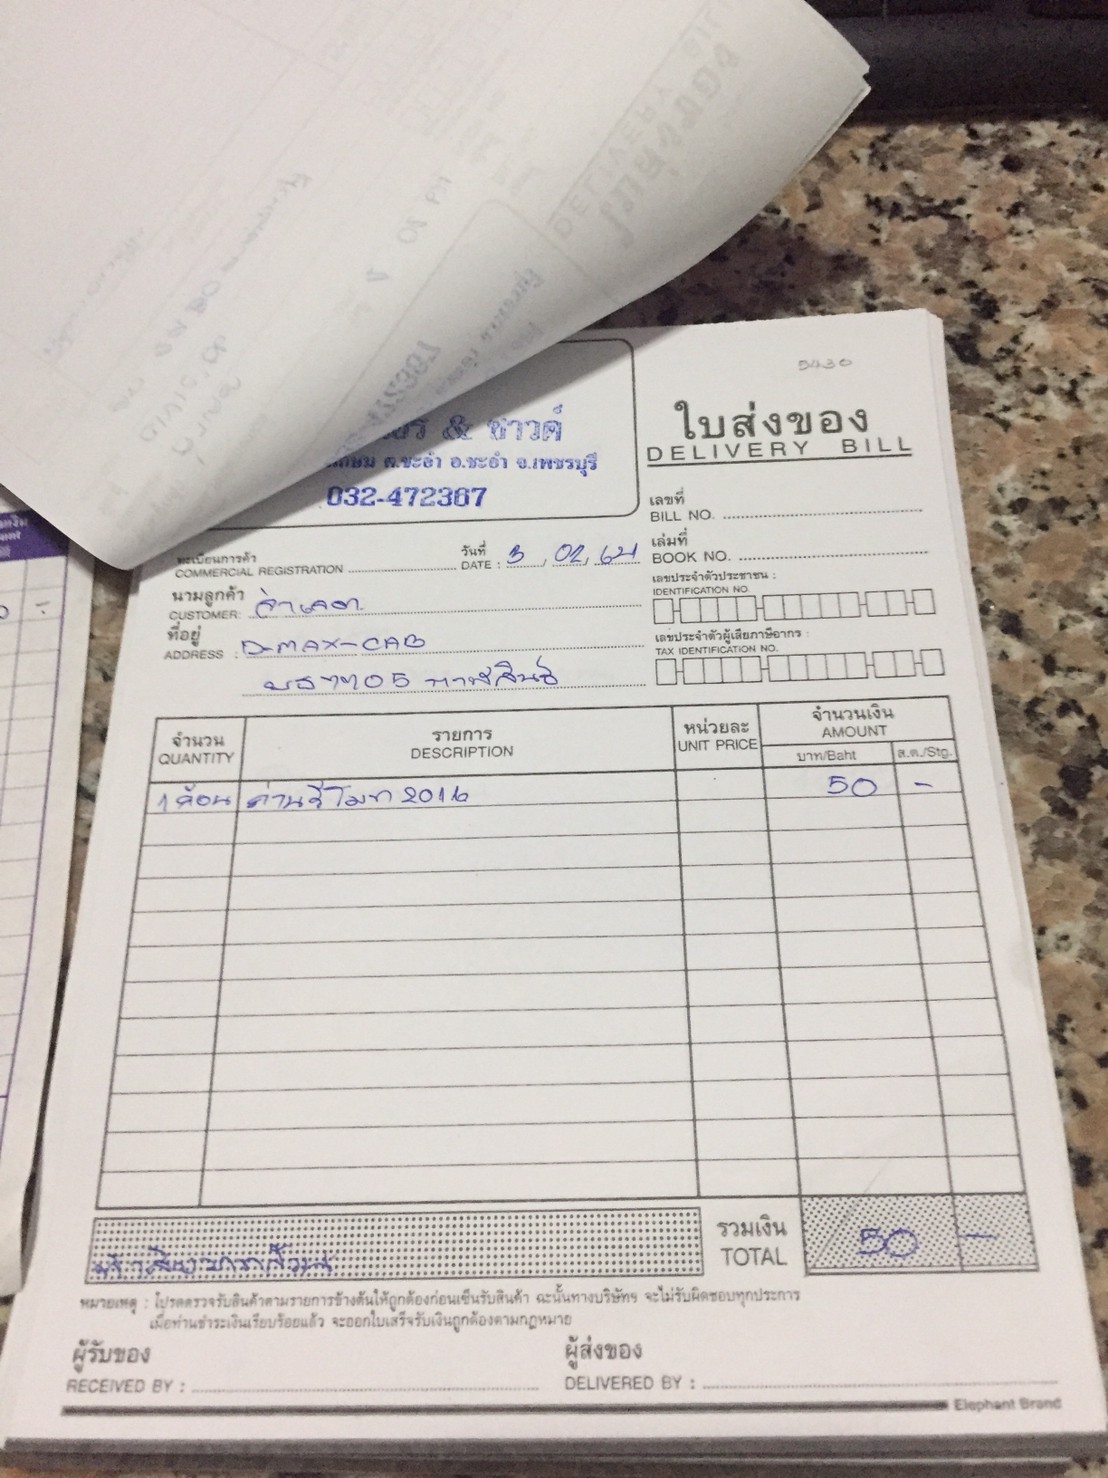 5430
ใบส่งของ
DELIVERY BILL
& ซาวด์
ต.ชะอำ อ.ชะอำ จ.เพชรบุรี
032-472367
เลขที่
BILL NO.
ทะเบียนการค้า
COMMERCIAL REGISTRATION
วันที่
DATE : 3, 02, 64
เล่มที่
BOOK NO.
นามลูกค้า
CUSTOMER:
เลขประจำตัวประชาชน :
IDENTIFICATION NO.
ที่อยู่
ADDRESS : D-MAX-CAB
เลขประจำตัวผู้เสียภาษีอากร :
TAX IDENTIFICATION NO.
กาฬสินธุ์
จำนวน
QUANTITY
รายการ
DESCRIPTION
หน่วยละ
UNIT PRICE
จำนวนเงิน
AMOUNT
บาท/Baht
ส.ต./Stg.
1 ก้อน ถ่านรีโมท 2016 50 -
รวมเงิน
TOTAL
50 -
หมายเหตุ : โปรดตรวจรับสินค้าตามรายการข้างต้นให้ถูกต้องก่อนเซ็นรับสินค้า ฉะนั้นทางบริษัทฯ จะไม่รับผิดชอบทุกประการ
เมื่อท่านชำระเงินเรียบร้อยแล้ว จะออกใบเสร็จรับเงินถูกต้องตามกฎหมาย
ผู้รับของ
RECEIVED BY :
ผู้ส่งของ
DELIVERED BY :
Elephant Brand